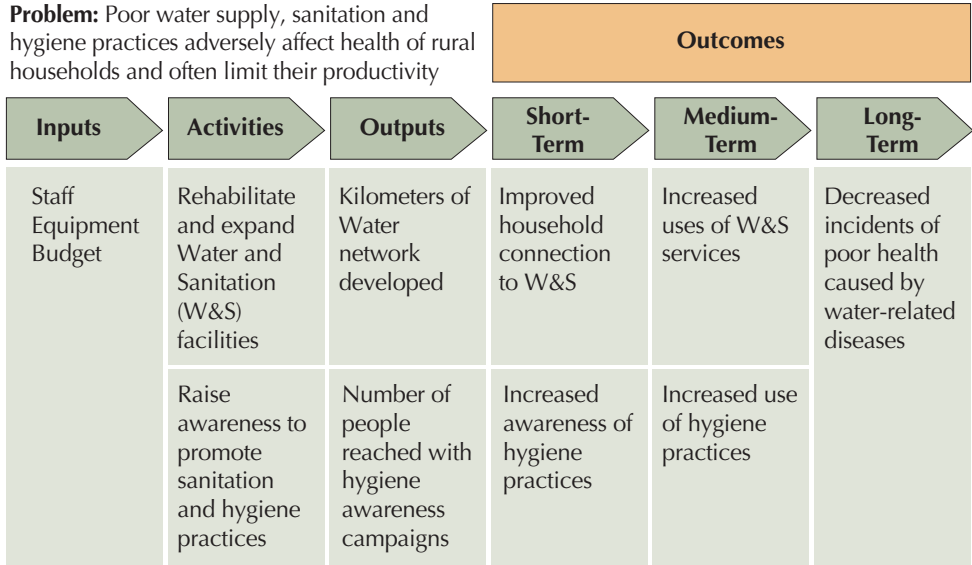 Problem: Poor water supply, sanitation and
hygiene practices adversely affect health of rural
households and often limit their productivity
Outcomes
Inputs
Activities
Outputs
Short-
Term
Medium-
Term
Long-
Term
Staff
Equipment
Budget
Rehabilitate
and expand
Water and
Sanitation
(W&S)
facilities
Kilometers of
Water
network
developed
Improved
household
connection
to W&S
Increased
uses of W&S
services
Decreased
incidents of
poor health
caused by
water-related
diseases
Raise
awareness to
promote
sanitation
and hygiene
practices
Number of
people
reached with
hygiene
awareness
campaigns
Increased
awareness of
hygiene
practices
Increased use
of hygiene
practices